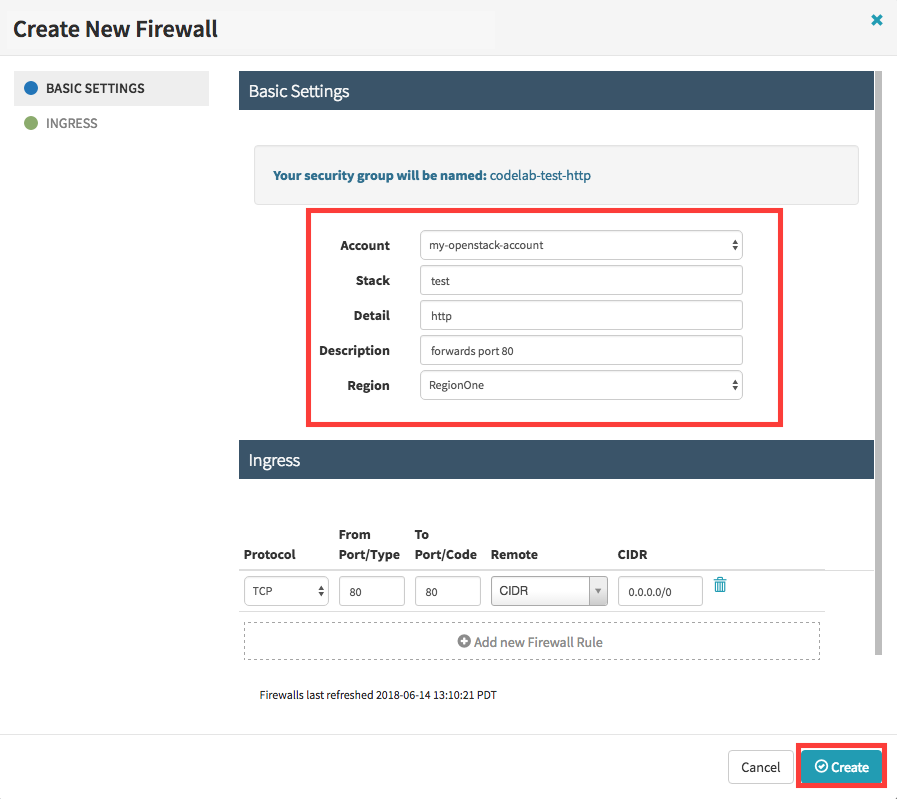 Create New Firewall
BASIC SETTINGS
INGRESS
Basic Settings
Your security group will be named: codelab-test-http
Account my-openstack-account
Stack test
Detail http
Description forwards port 80
Region RegionOne
Ingress
From To
Protocol Port/Type Port/Code Remote CIDR
TCP 80 80 CIDR 0.0.0.0/0
Add new Firewall Rule
Firewalls last refreshed 2018-06-14 13:10:21 PDT
Cancel Create